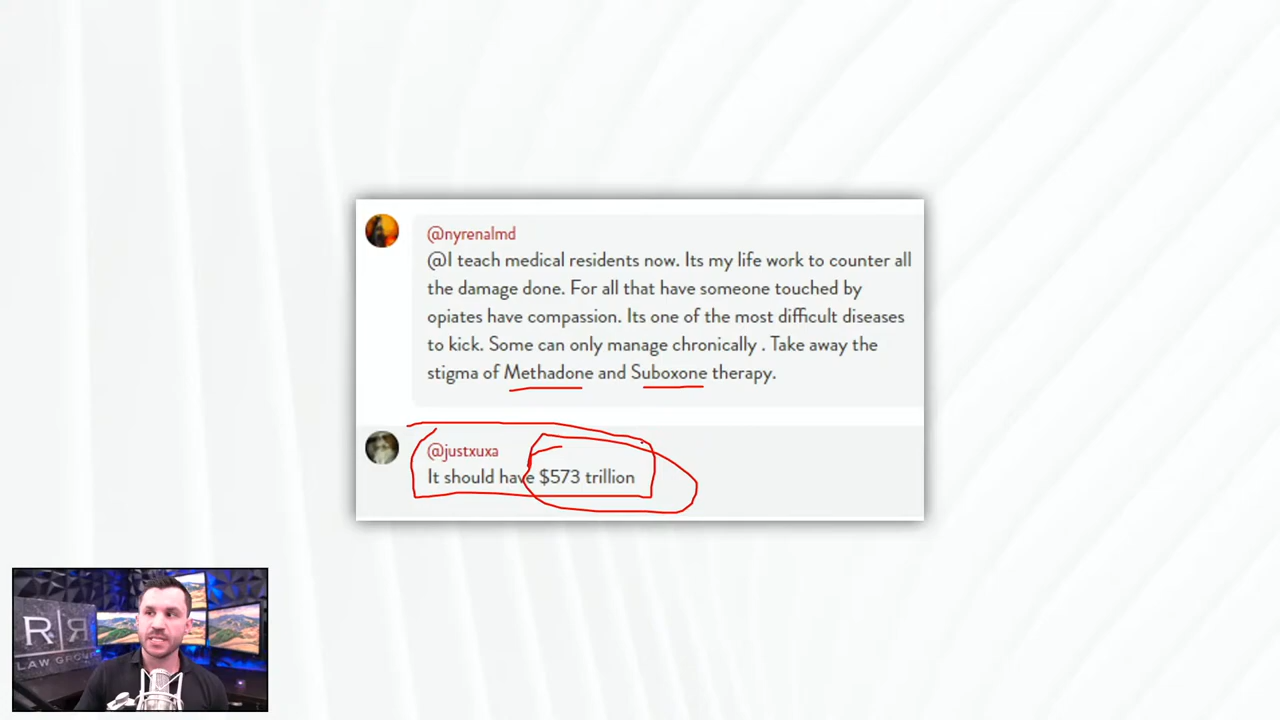 @nyrenalmd
@I teach medical residents now. Its my life work to counter all
the damage done. For all that have someone touched by
opiates have compassion. Its one of the most difficult diseases
to kick. Some can only manage chronically . Take away the
stigma of Methadone and Suboxone therapy.
@justxuxa
It should have $573 trillion
R|R
LAW GROUP